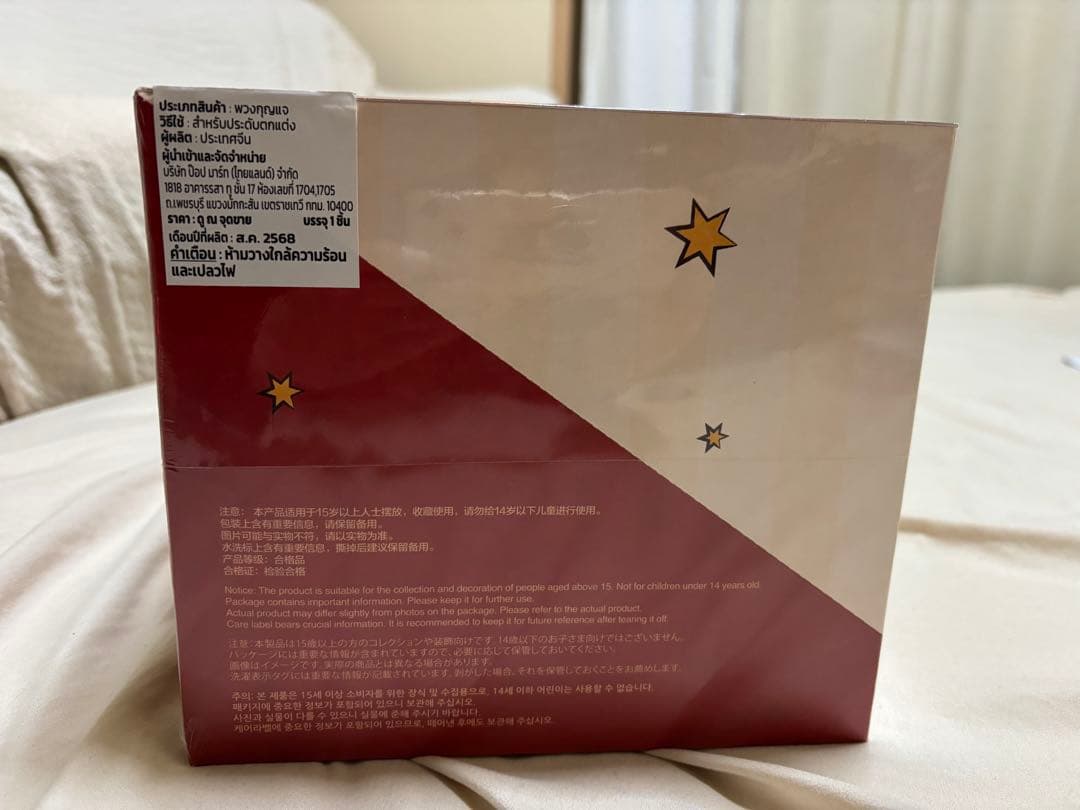 ประเภทสินค้า : พวงกุญแจ
วิธีใช้ : สำหรับประดับตกแต่ง
ผู้ผลิต : ประเทศจีน
ผู้นำเข้าและจัดจำหน่าย
บริษัท ป๊อป มาร์ท (ไทยแลนด์) จำกัด
1818 อาคารรสา ทู ชั้น 17 ห้องเลขที่ 1704,1705
ถ.เพชรบุรี แขวงมักกะสัน เขตราชเทวี กทม. 10400
ราคา : ดู ณ จุดขาย บรรจุ 1 ชิ้น
เดือนปีที่ผลิต : ส.ค. 2568
คำเตือน : ห้ามวางใกล้ความร้อน
และเปลวไฟ
注意： 本产品适用于15岁以上人士摆放，收藏使用，请勿给14岁以下儿童进行使用。
包装上含有重要信息，请保留备用。
图片可能与实物不符，请以实物为准。
水洗标上含有重要信息，撕掉后建议保留备用。
产品等级：合格品
合格证：检验合格
Notice: The product is suitable for the collection and decoration of people aged above 15. Not for children under 14 years old.
Package contains important information. Please keep it for further use.
Actual product may differ slightly from photos on the package. Please refer to the actual product.
Care label bears crucial information. It is recommended to keep it for future reference after tearing it off.
注意:本製品は15歳以上の方のコレクションや装飾向けです。14歳以下のお子さま向けではございません。
パッケージには重要な情報が含まれていますので、必要に応じて保管しておいてください。
画像はイメージです。実際の商品とは異なる場合があります。
洗濯表示タグには重要な情報が記載されています。剥がした場合、それを保管しておくことをお薦めします。
주의: 본 제품은 15세 이상 소비자를 위한 장식 및 수집용으로, 14세 이하 어린이는 사용할 수 없습니다.
패키지에 중요한 정보가 포함되어 있으니 보관해 주십시오.
사진과 실물이 다를 수 있으니 실물에 준해 주시기 바랍니다.
케어라벨에 중요한 정보가 포함되어 있으므로, 떼어낸 후에도 보관해 주십시오.